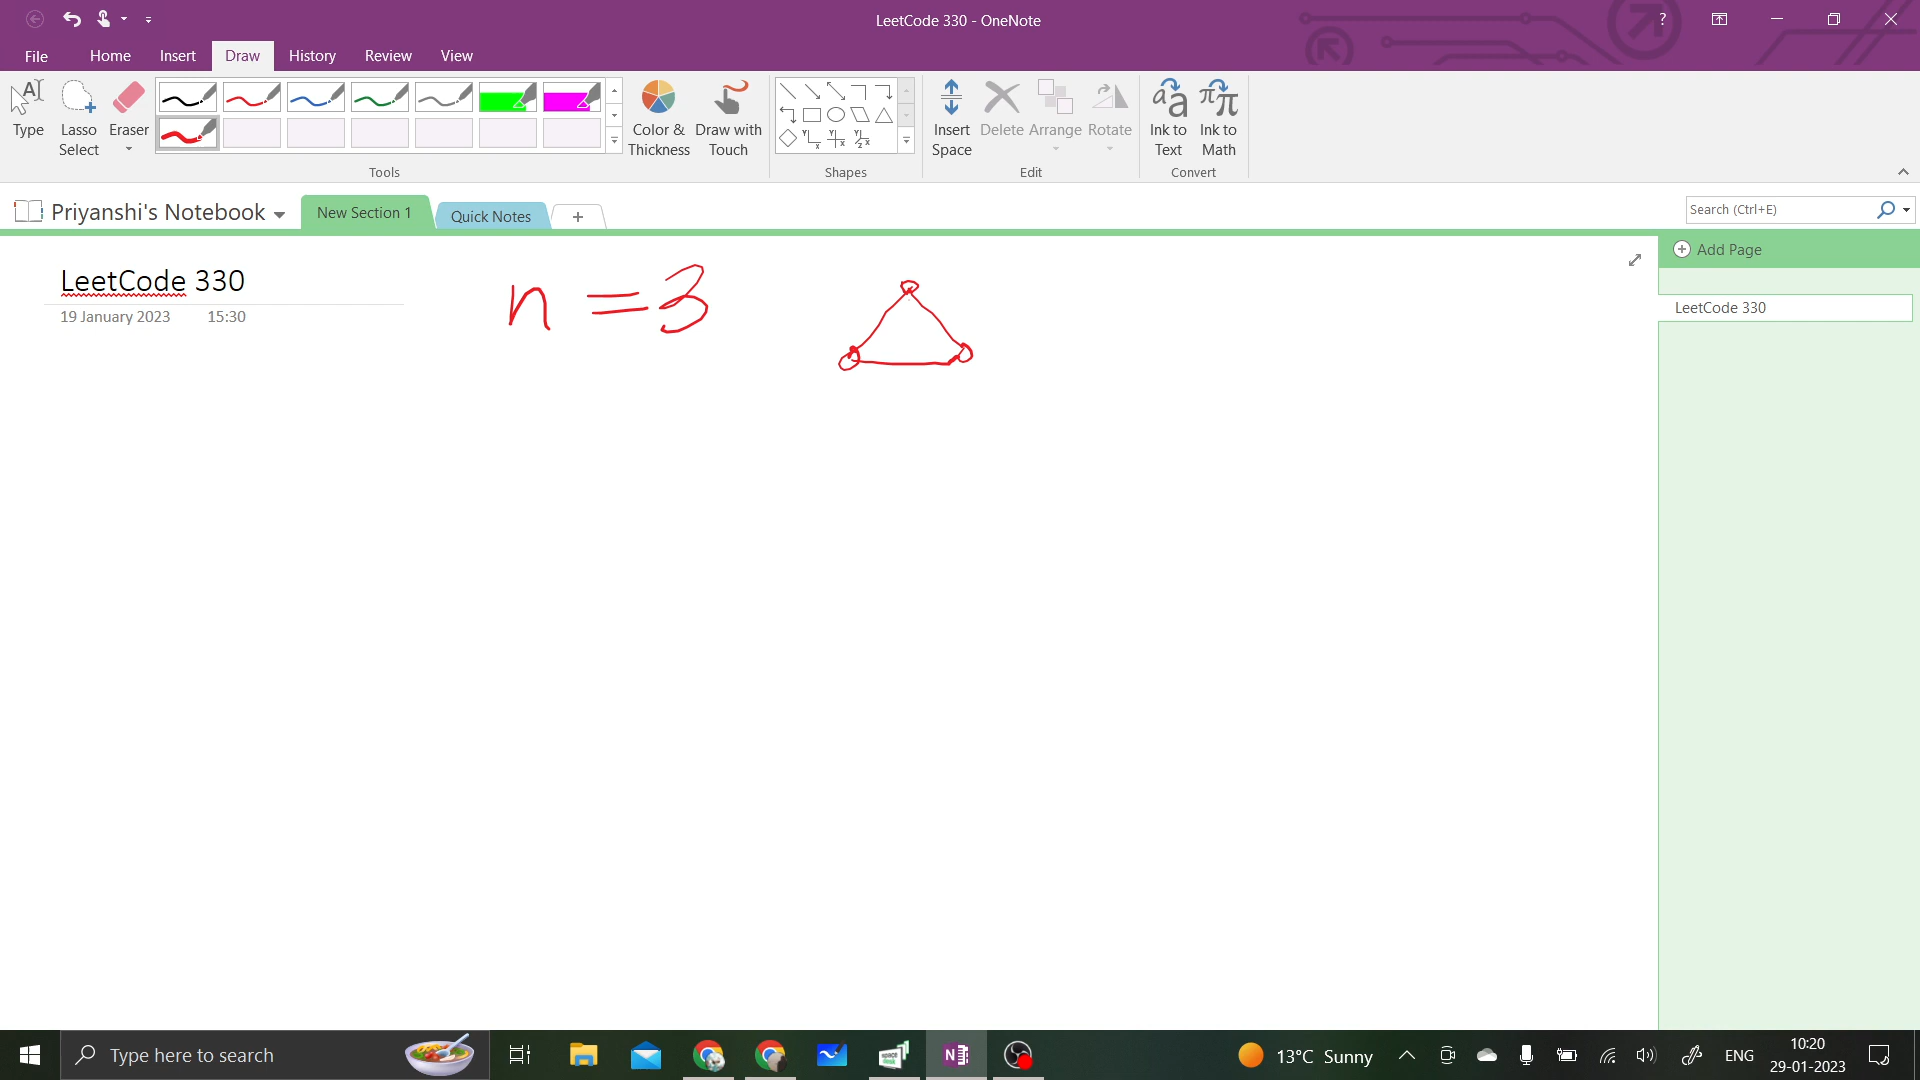 LeetCode 330 - OneNote
?
File Home Insert Draw History Review View
Type
Lasso Select
Eraser
Color & Thickness
Draw with Touch
Insert Space
Delete
Arrange
Rotate
Ink to Text
Ink to Math
Tools
Shapes
Edit
Convert
Priyanshi's Notebook
New Section 1
Quick Notes
+
Search (Ctrl+E)
Add Page
LeetCode 330
LeetCode 330
19 January 2023 15:30
n = 3
Type here to search
13°C Sunny
ENG
10:20
29-01-2023